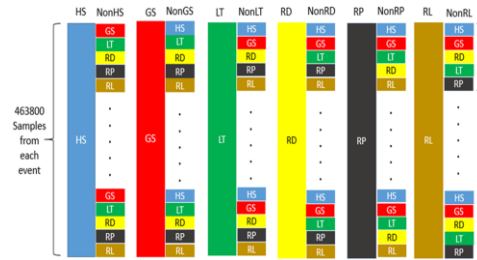 HS NonHS GS NonGS LT NonLT RD NonRD RP NonRP RL NonRL
GS HS HS HS HS HS
LT LT GS GS GS GS
RD RD RD LT LT RD
RP RP RP RP RD LT
RL RL RL RL RL RP
463800
Samples
from
each
event
HS GS LT RD RP RL
GS HS HS HS HS HS
LT LT GS GS GS GS
RD RD RD LT LT RD
RP RP RP RP RD LT
RL RL RL RL RL RP